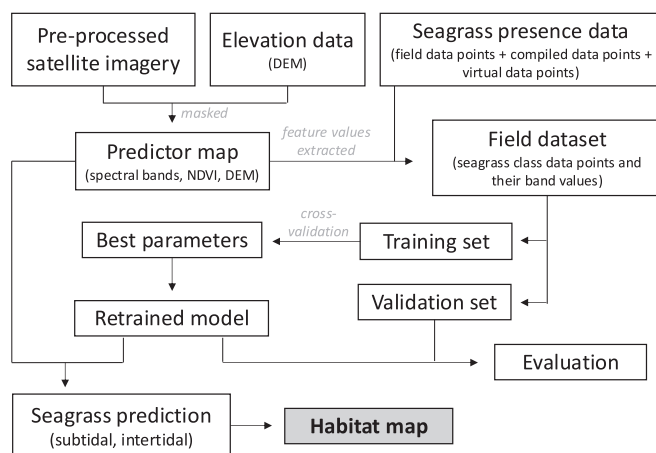 Pre-processed
satellite imagery
Elevation data
(DEM)
Seagrass presence data
(field data points + compiled data points +
virtual data points)
masked
Predictor map
(spectral bands, NDVI, DEM)
feature values
extracted
Field dataset
(seagrass class data points and
their band values)
Best parameters
cross-
validation
Training set
Retrained model
Validation set
Evaluation
Seagrass prediction
(subtidal, intertidal)
Habitat map